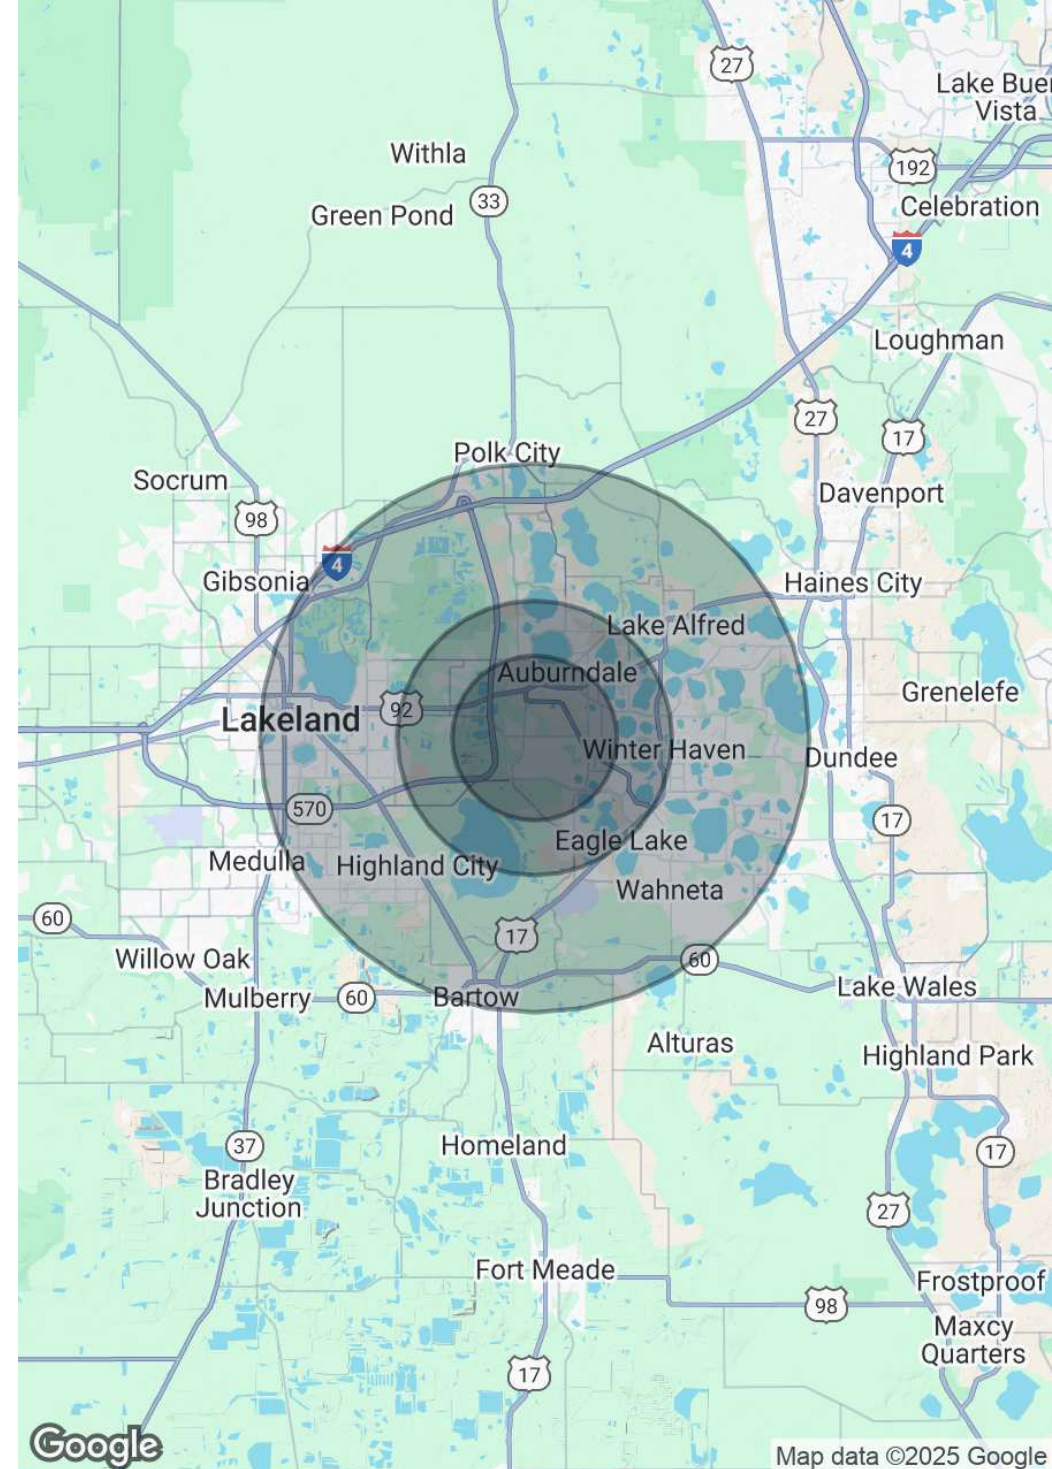 27
Lake Buer
Vista
Withla
192
33
Green Pond
Celebration
4
Loughman
27
17
Polk City
Socrum
Davenport
98
4
Gibsonia
Haines City
Lake Alfred
Auburndale
Grenelefe
92
Lakeland
Winter Haven
Dundee
570
17
Eagle Lake
Medulla
Highland City
Wahneta
60
17
Willow Oak
60
Lake Wales
Mulberry
60
Bartow
Alturas
Highland Park
37
Homeland
17
Bradley
Junction
27
Fort Meade
Frostproof
98
Maxcy
Quarters
17
Google
Map data ©2025 Google